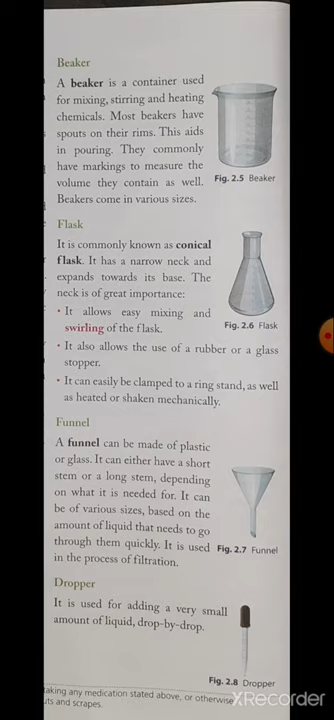 Beaker
A beaker is a container used
for mixing, stirring and heating
chemicals. Most beakers have
spouts on their rims. This aids
in pouring. They commonly
have markings to measure the
volume they contain as well.
Beakers come in various sizes.
Fig. 2.5 Beaker
Flask
It is commonly known as conical
flask. It has a narrow neck and
expands towards its base. The
neck is of great importance:
• It allows easy mixing and
swirling of the flask.
Fig. 2.6 Flask
• It also allows the use of a rubber or a glass
stopper.
• It can easily be clamped to a ring stand, as well
as heated or shaken mechanically.
Funnel
A funnel can be made of plastic
or glass. It can either have a short
stem or a long stem, depending
on what it is needed for. It can
be of various sizes, based on the
amount of liquid that needs to go
through them quickly. It is used
in the process of filtration.
Fig. 2.7 Funnel
Dropper
It is used for adding a very small
amount of liquid, drop-by-drop.
Fig. 2.8 Dropper
taking any medication stated above, or otherwise
uts and scrapes.
XRecorder